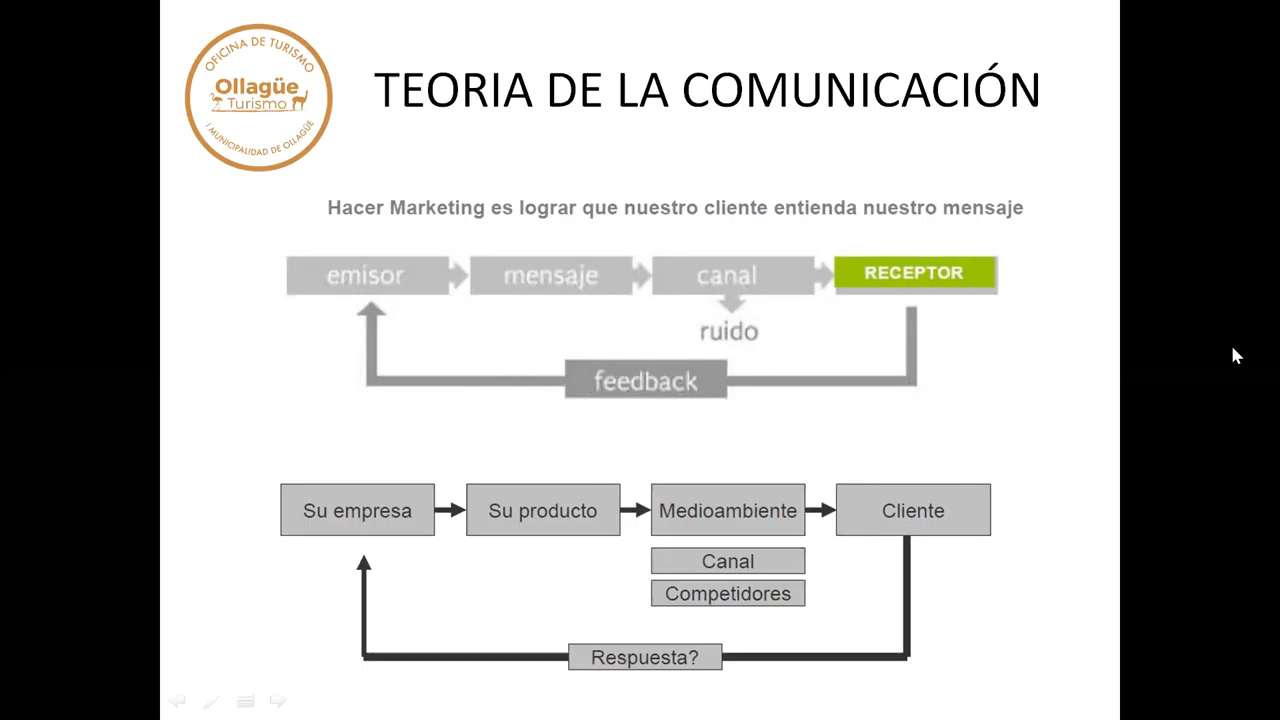 OFICINA DE TURISMO
Ollagüe
Turismo
I MUNICIPALIDAD DE OLLAGÜE
TEORIA DE LA COMUNICACIÓN
Hacer Marketing es lograr que nuestro cliente entienda nuestro mensaje
emisor mensaje canal RECEPTOR
ruido
feedback
Su empresa Su producto Medioambiente Cliente
Canal
Competidores
Respuesta?